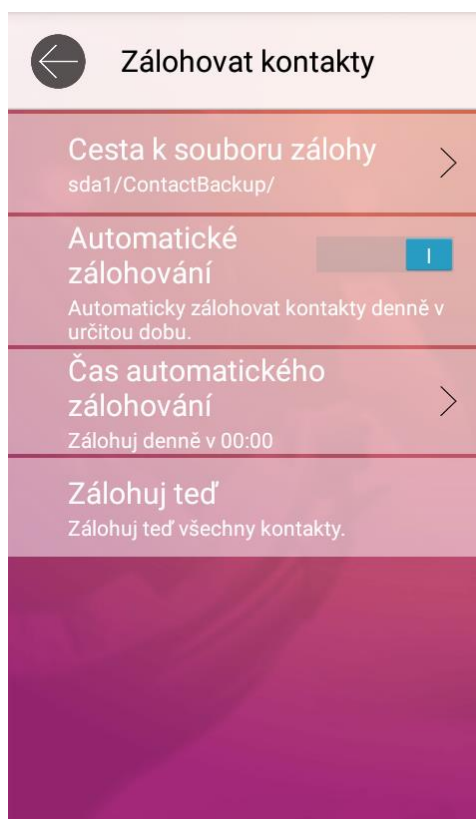 Zálohovat kontakty
Cesta k souboru zálohy
sda1/ContactBackup/
Automatické
zálohování
Automaticky zálohovat kontakty denně v
určitou dobu.
Čas automatického
zálohování
Zálohuj denně v 00:00
Zálohuj teď
Zálohuj teď všechny kontakty.